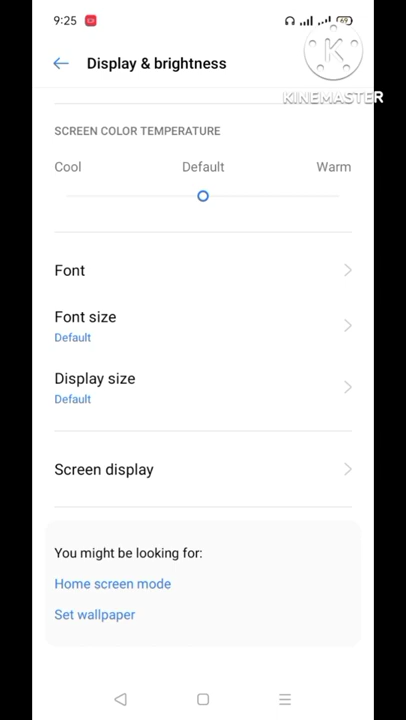 9:25
69
Display & brightness
K
KINEMASTER
SCREEN COLOR TEMPERATURE
Cool Default Warm
Font
Font size
Default
Display size
Default
Screen display
You might be looking for:
Home screen mode
Set wallpaper